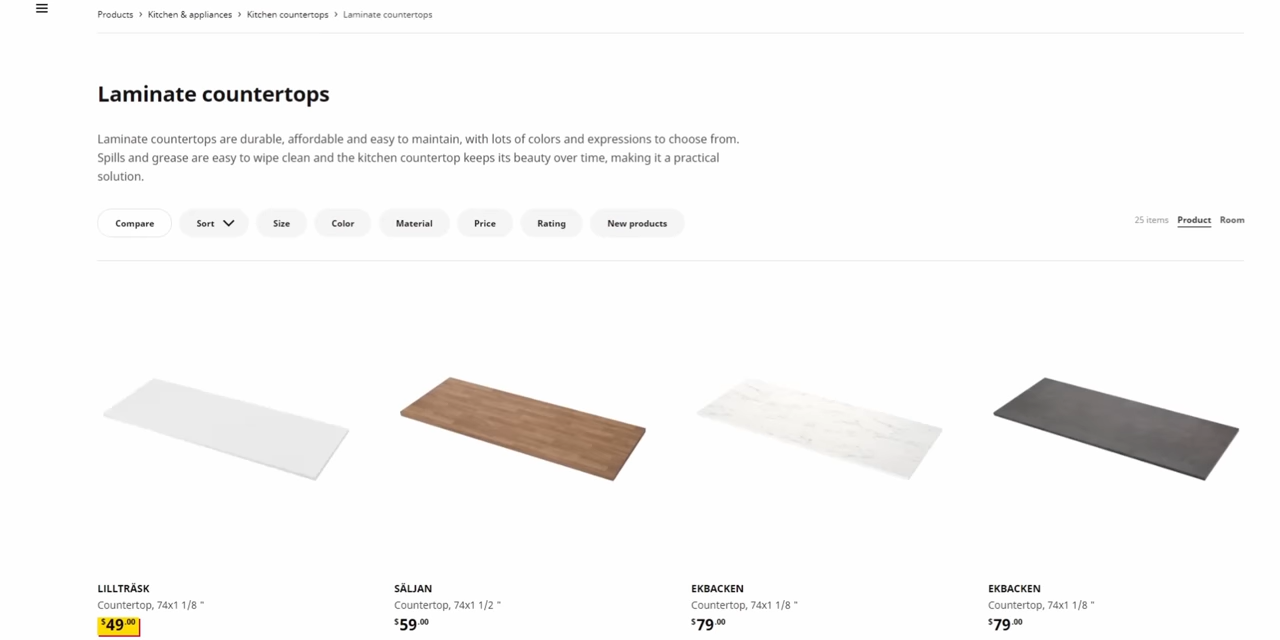 Products › Kitchen & appliances › Kitchen countertops › Laminate countertops
Laminate countertops
Laminate countertops are durable, affordable and easy to maintain, with lots of colors and expressions to choose from.
Spills and grease are easy to wipe clean and the kitchen countertop keeps its beauty over time, making it a practical
solution.
Compare Sort Size Color Material Price Rating New products 25 items Product Room
LILLTRÄSK SÄLJAN EKBACKEN EKBACKEN
Countertop, 74x1 1/8 " Countertop, 74x1 1/2 " Countertop, 74x1 1/8 " Countertop, 74x1 1/8 "
$49.00 $59.00 $79.00 $79.00